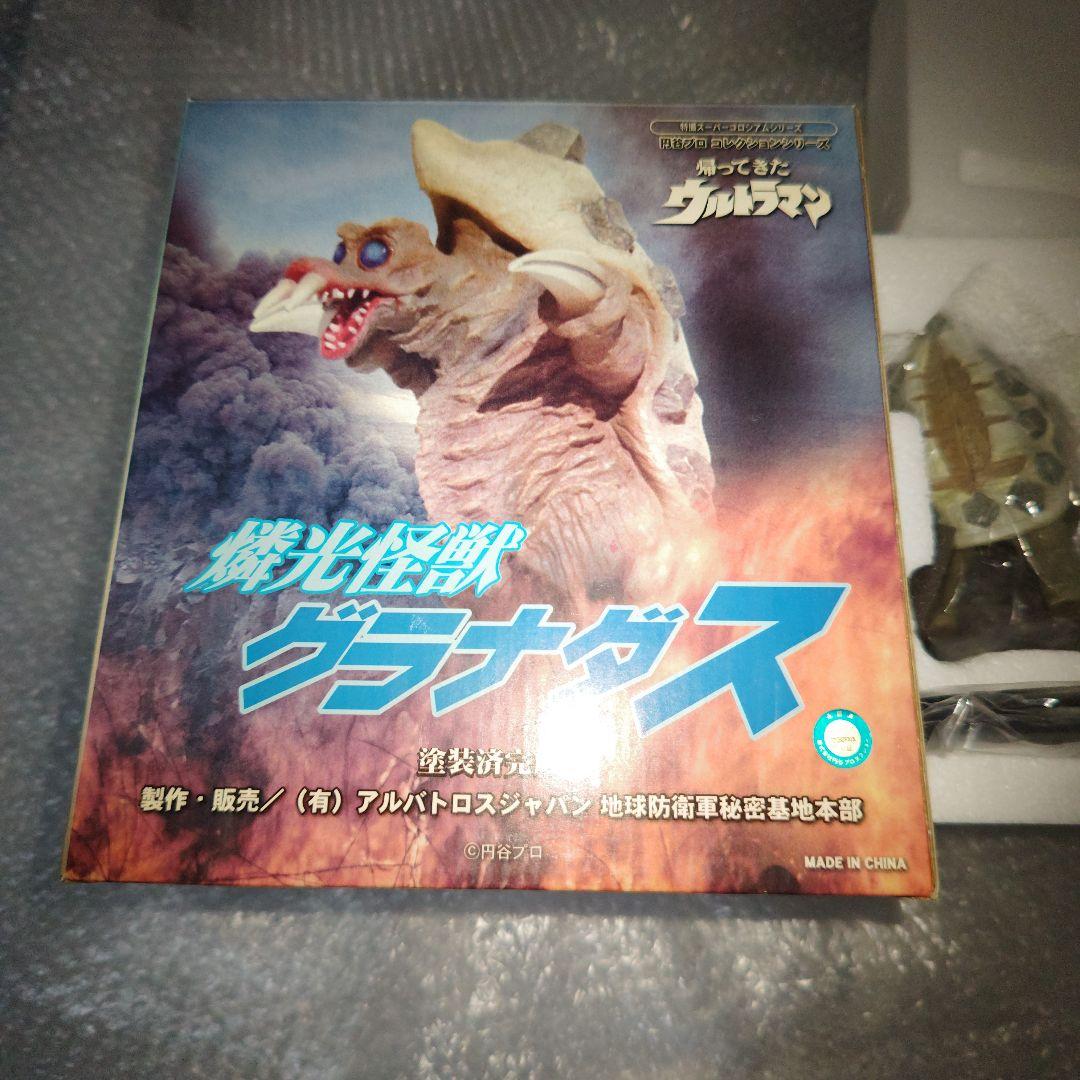 特撮スーパーコロシアムシリーズ
円谷プロ コレクションシリーズ
帰ってきた
ウルトラマン
燐光怪獣
グラナダス
塗装済完
製作・販売/(有)アルバトロスジャパン 地球防衛軍秘密基地本部
©円谷プロ
MADE IN CHINA